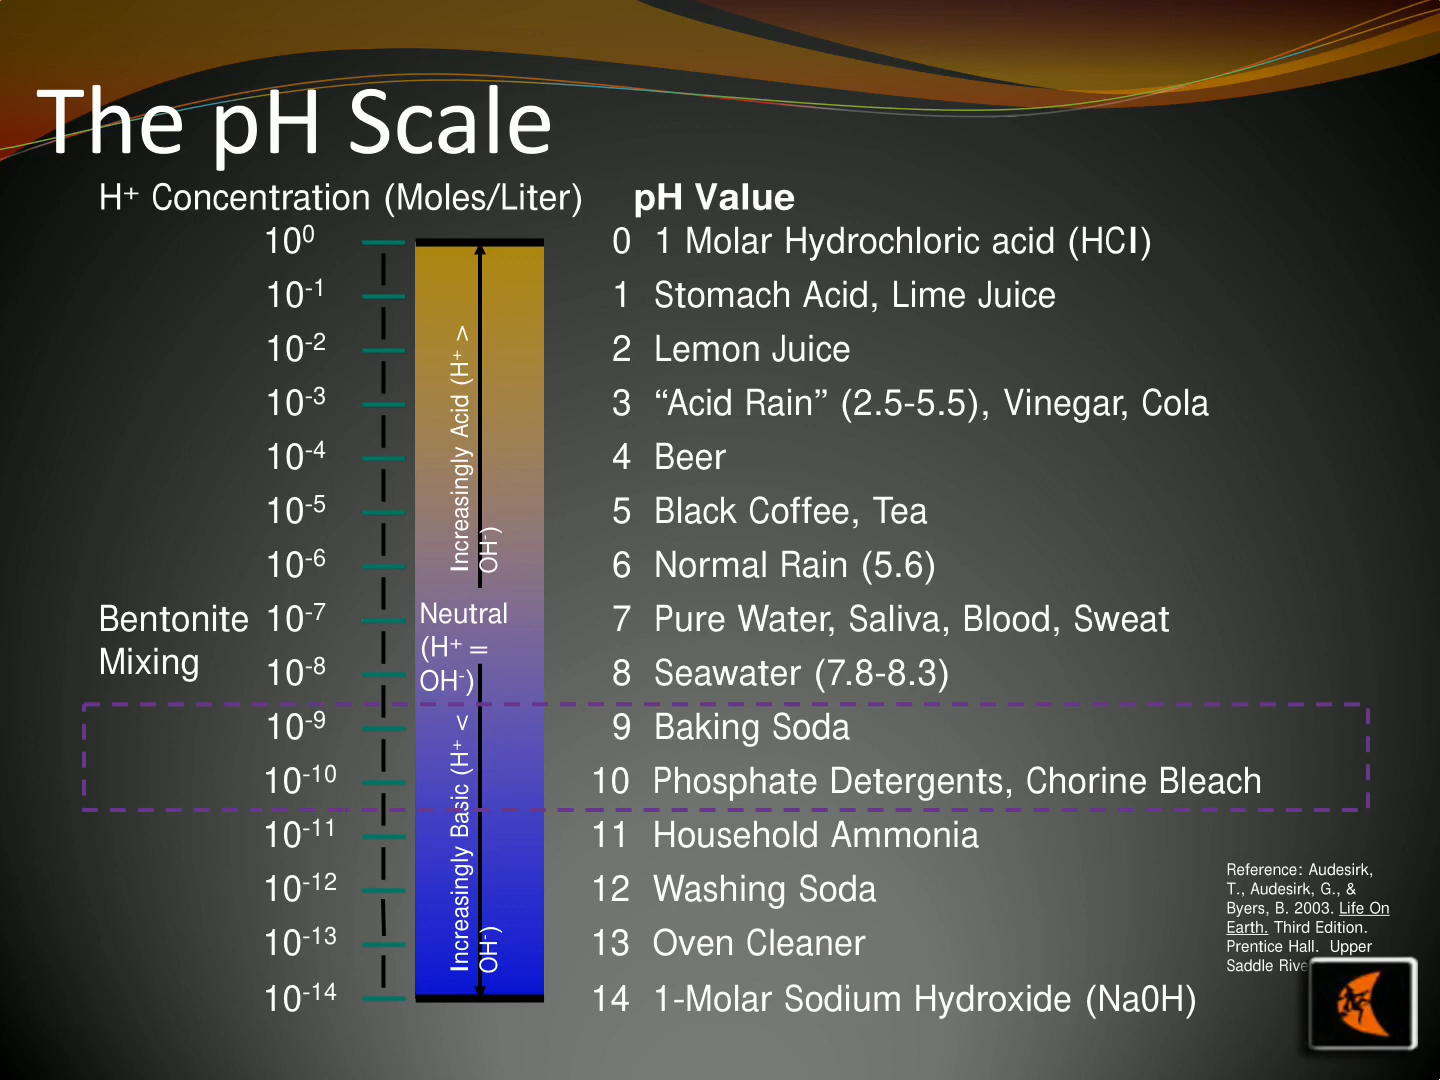 The pH Scale
H⁺ Concentration (Moles/Liter) pH Value
10⁰ 0 1 Molar Hydrochloric acid (HCl)
10⁻¹ 1 Stomach Acid, Lime Juice
10⁻² 2 Lemon Juice
10⁻³ 3 “Acid Rain” (2.5-5.5), Vinegar, Cola
10⁻⁴ 4 Beer
10⁻⁵ 5 Black Coffee, Tea
10⁻⁶ 6 Normal Rain (5.6)
10⁻⁷ 7 Pure Water, Saliva, Blood, Sweat
10⁻⁸ 8 Seawater (7.8-8.3)
10⁻⁹ 9 Baking Soda
10⁻¹⁰ 10 Phosphate Detergents, Chorine Bleach
10⁻¹¹ 11 Household Ammonia
10⁻¹² 12 Washing Soda
10⁻¹³ 13 Oven Cleaner
10⁻¹⁴ 14 1-Molar Sodium Hydroxide (Na0H)
Bentonite
Mixing
Increasingly Acid (H⁺ >
OH⁻)
Neutral
(H⁺ =
OH⁻)
Increasingly Basic (H⁺ <
OH⁻)
Reference: Audesirk,
T., Audesirk, G., &
Byers, B. 2003. Life On
Earth. Third Edition.
Prentice Hall. Upper
Saddle